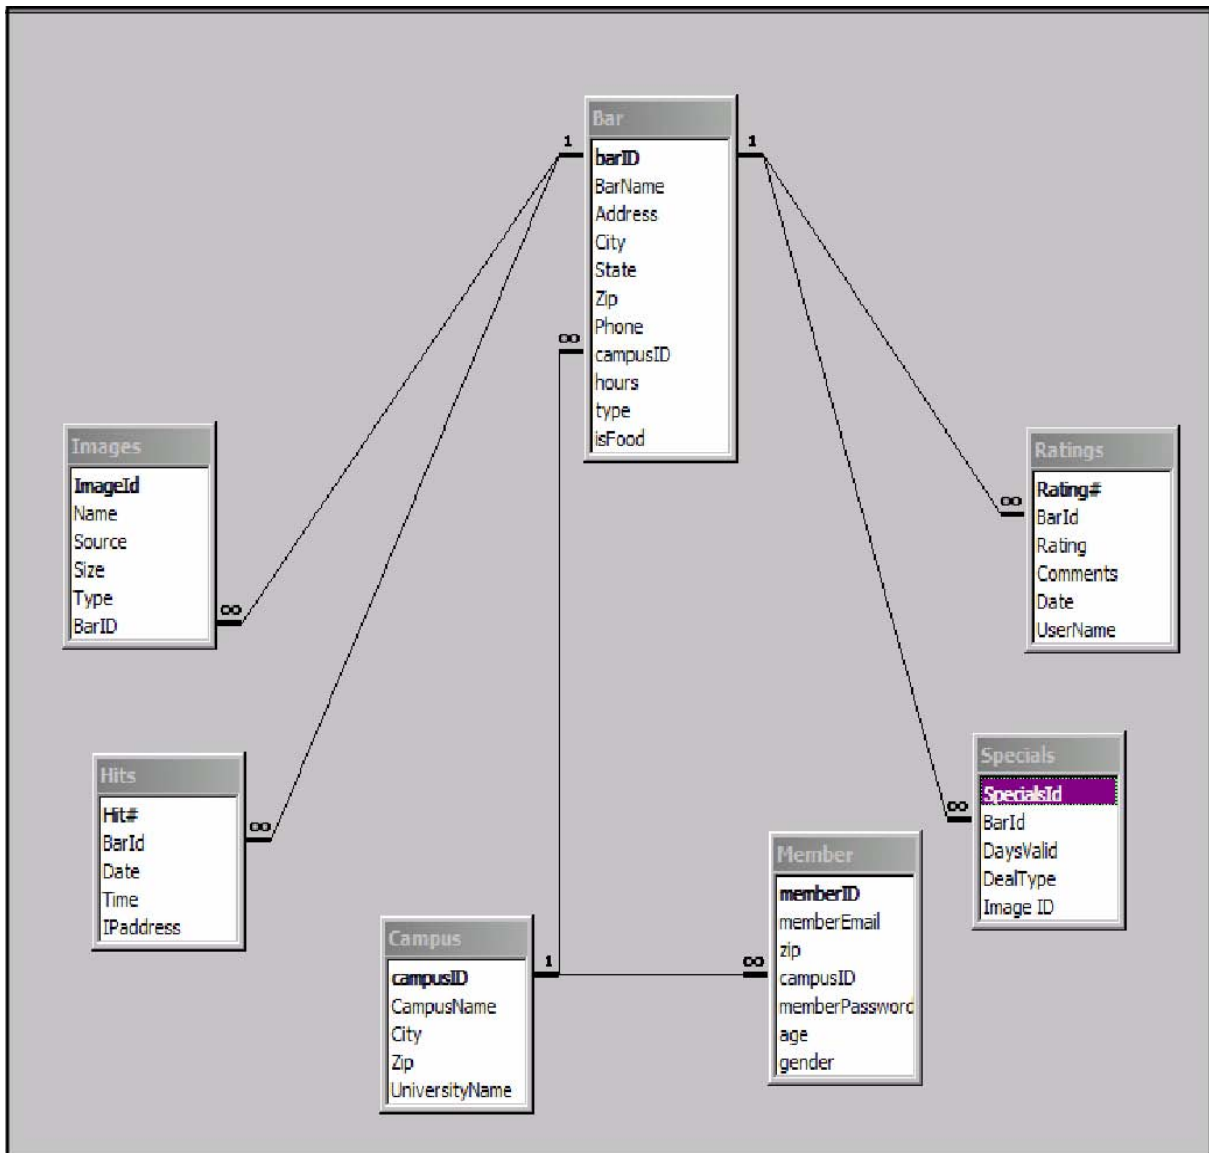 Bar
barID
BarName
Address
City
State
Zip
Phone
campusID
hours
type
isFood
1
1
∞
Images
ImageId
Name
Source
Size
Type
BarID
∞
Ratings
Rating#
BarId
Rating
Comments
Date
UserName
∞
Hits
Hit#
BarId
Date
Time
IPaddress
∞
Specials
SpecialsId
BarId
DaysValid
DealType
Image ID
∞
Campus
campusID
CampusName
City
Zip
UniversityName
1
∞
Member
memberID
memberEmail
zip
campusID
memberPassword
age
gender